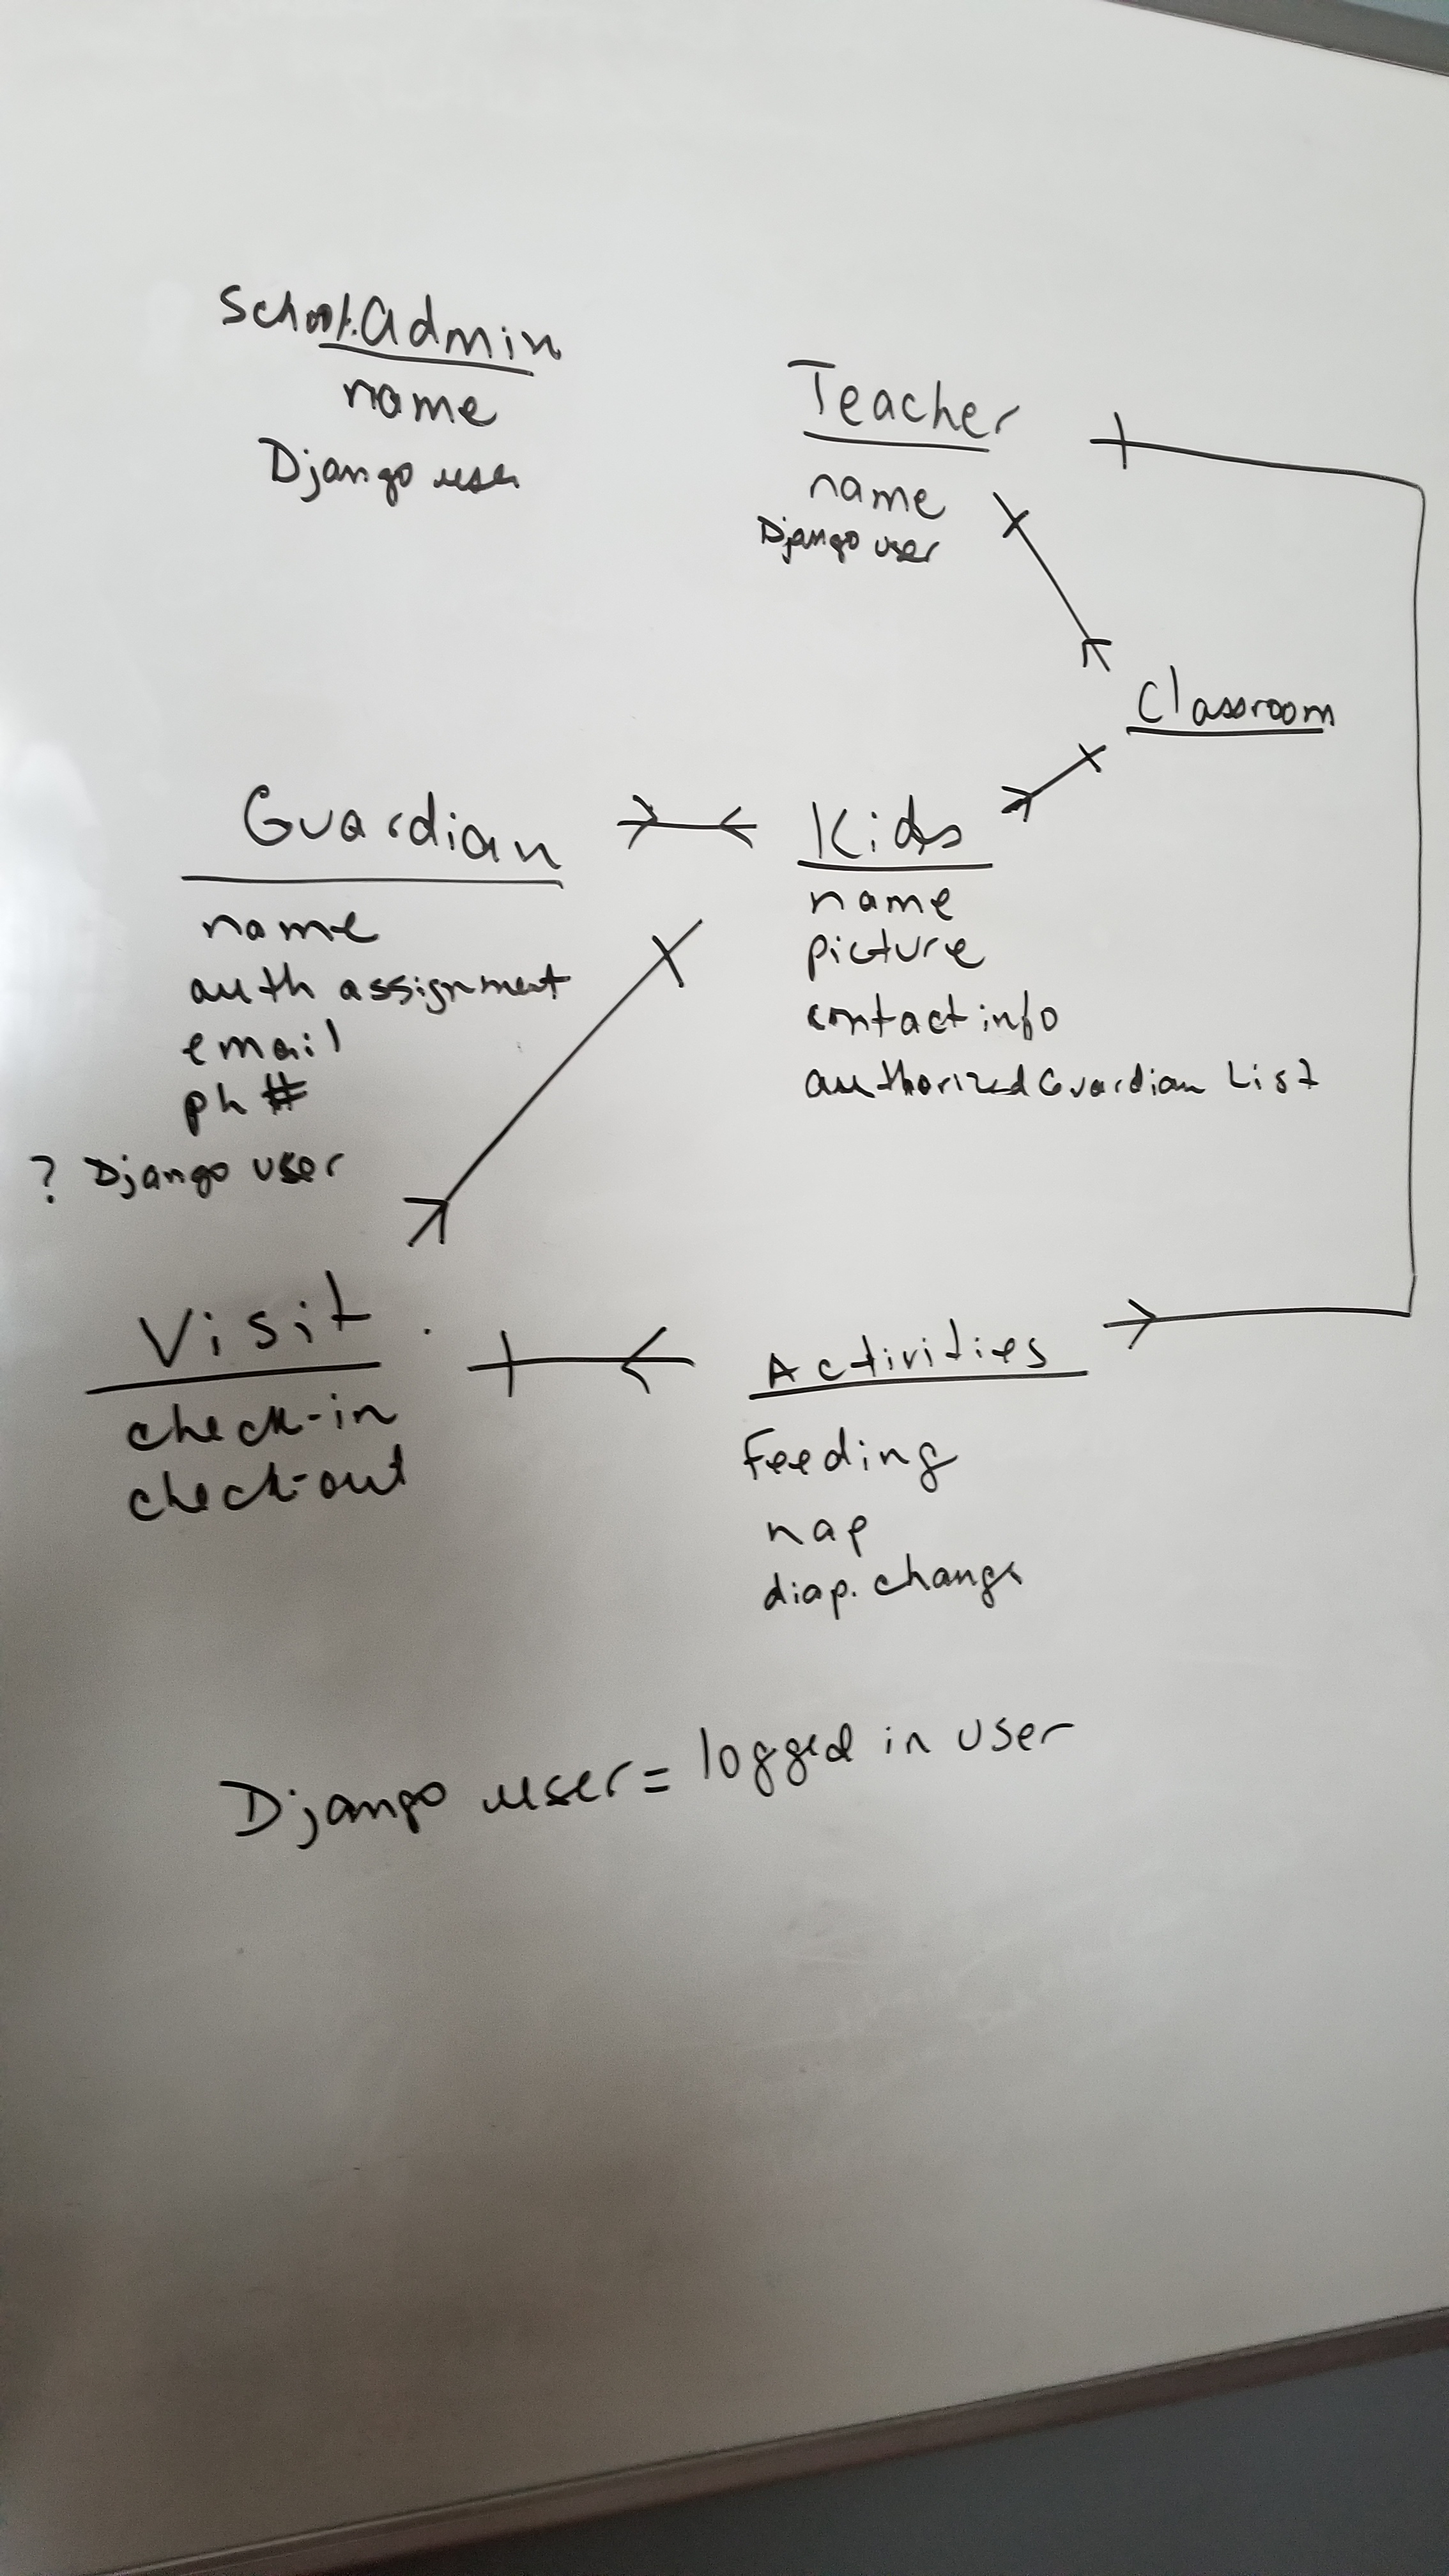 School.Admin
name
Django user
Teacher
name
Django user
Classroom
Guardian
name
auth assignment
email
ph #
? Django user
Kids
name
picture
contact info
authorized Guardian List
Visit
check-in
check-out
Activities
Feeding
nap
diap. change
Django user = logged in user